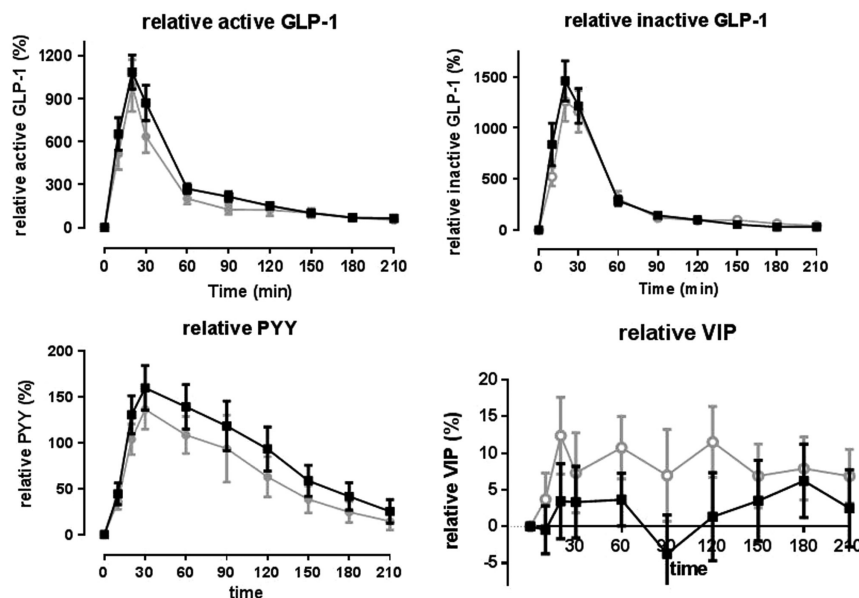 relative active GLP-1
relative active GLP-1 (%)
1200
900
600
300
0
0 30 60 90 120 150 180 210
Time (min)
relative inactive GLP-1
relative inactive GLP-1 (%)
1500
1000
500
0
0 30 60 90 120 150 180 210
Time (min)
relative PYY
relative PYY (%)
200
150
100
50
0
0 30 60 90 120 150 180 210
time
relative VIP
relative VIP (%)
20
15
10
5
0
-5
30 60 90 120 150 180 210
time